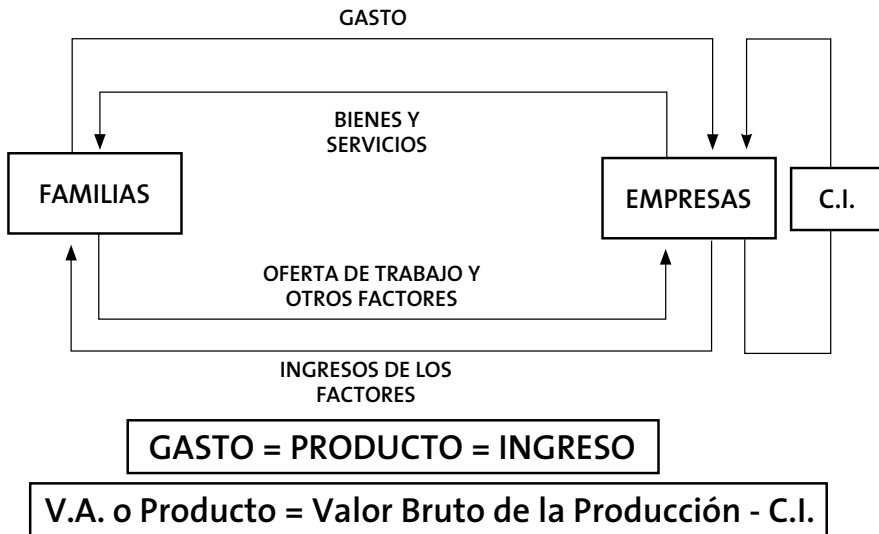 GASTO
BIENES Y
SERVICIOS
FAMILIAS
EMPRESAS
C.I.
OFERTA DE TRABAJO Y
OTROS FACTORES
INGRESOS DE LOS
FACTORES
GASTO = PRODUCTO = INGRESO
V.A. o Producto = Valor Bruto de la Producción - C.I.